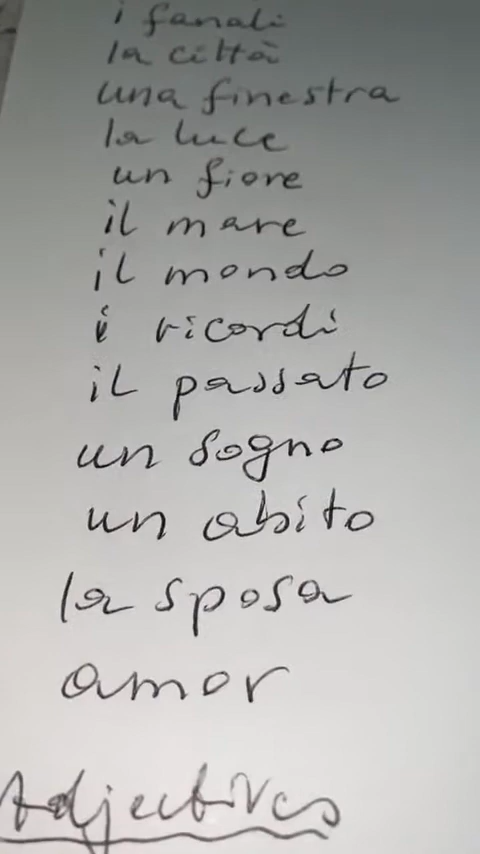 i fanali
la città
una finestra
la luce
un fiore
il mare
il mondo
i ricordi
il passato
un sogno
un abito
la sposa
amor
Adjectives